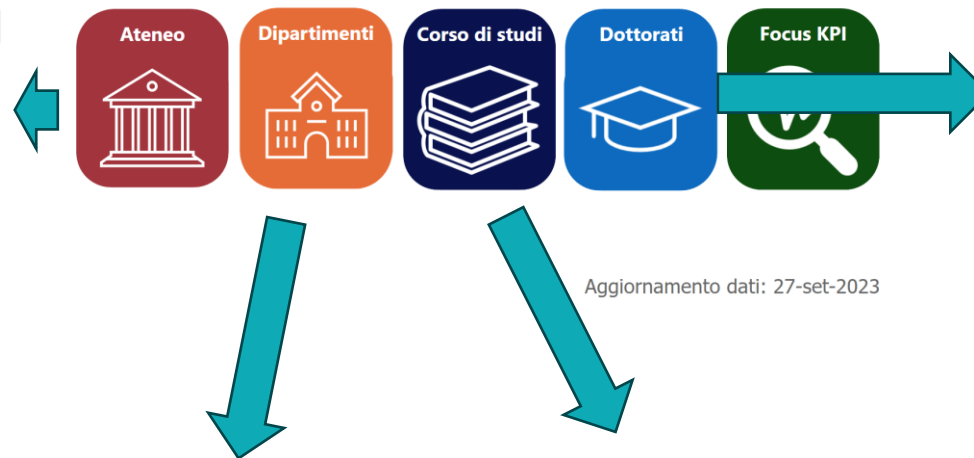 Ateneo
Dipartimenti
Corso di studi
Dottorati
Focus KPI
Aggiornamento dati: 27-set-2023